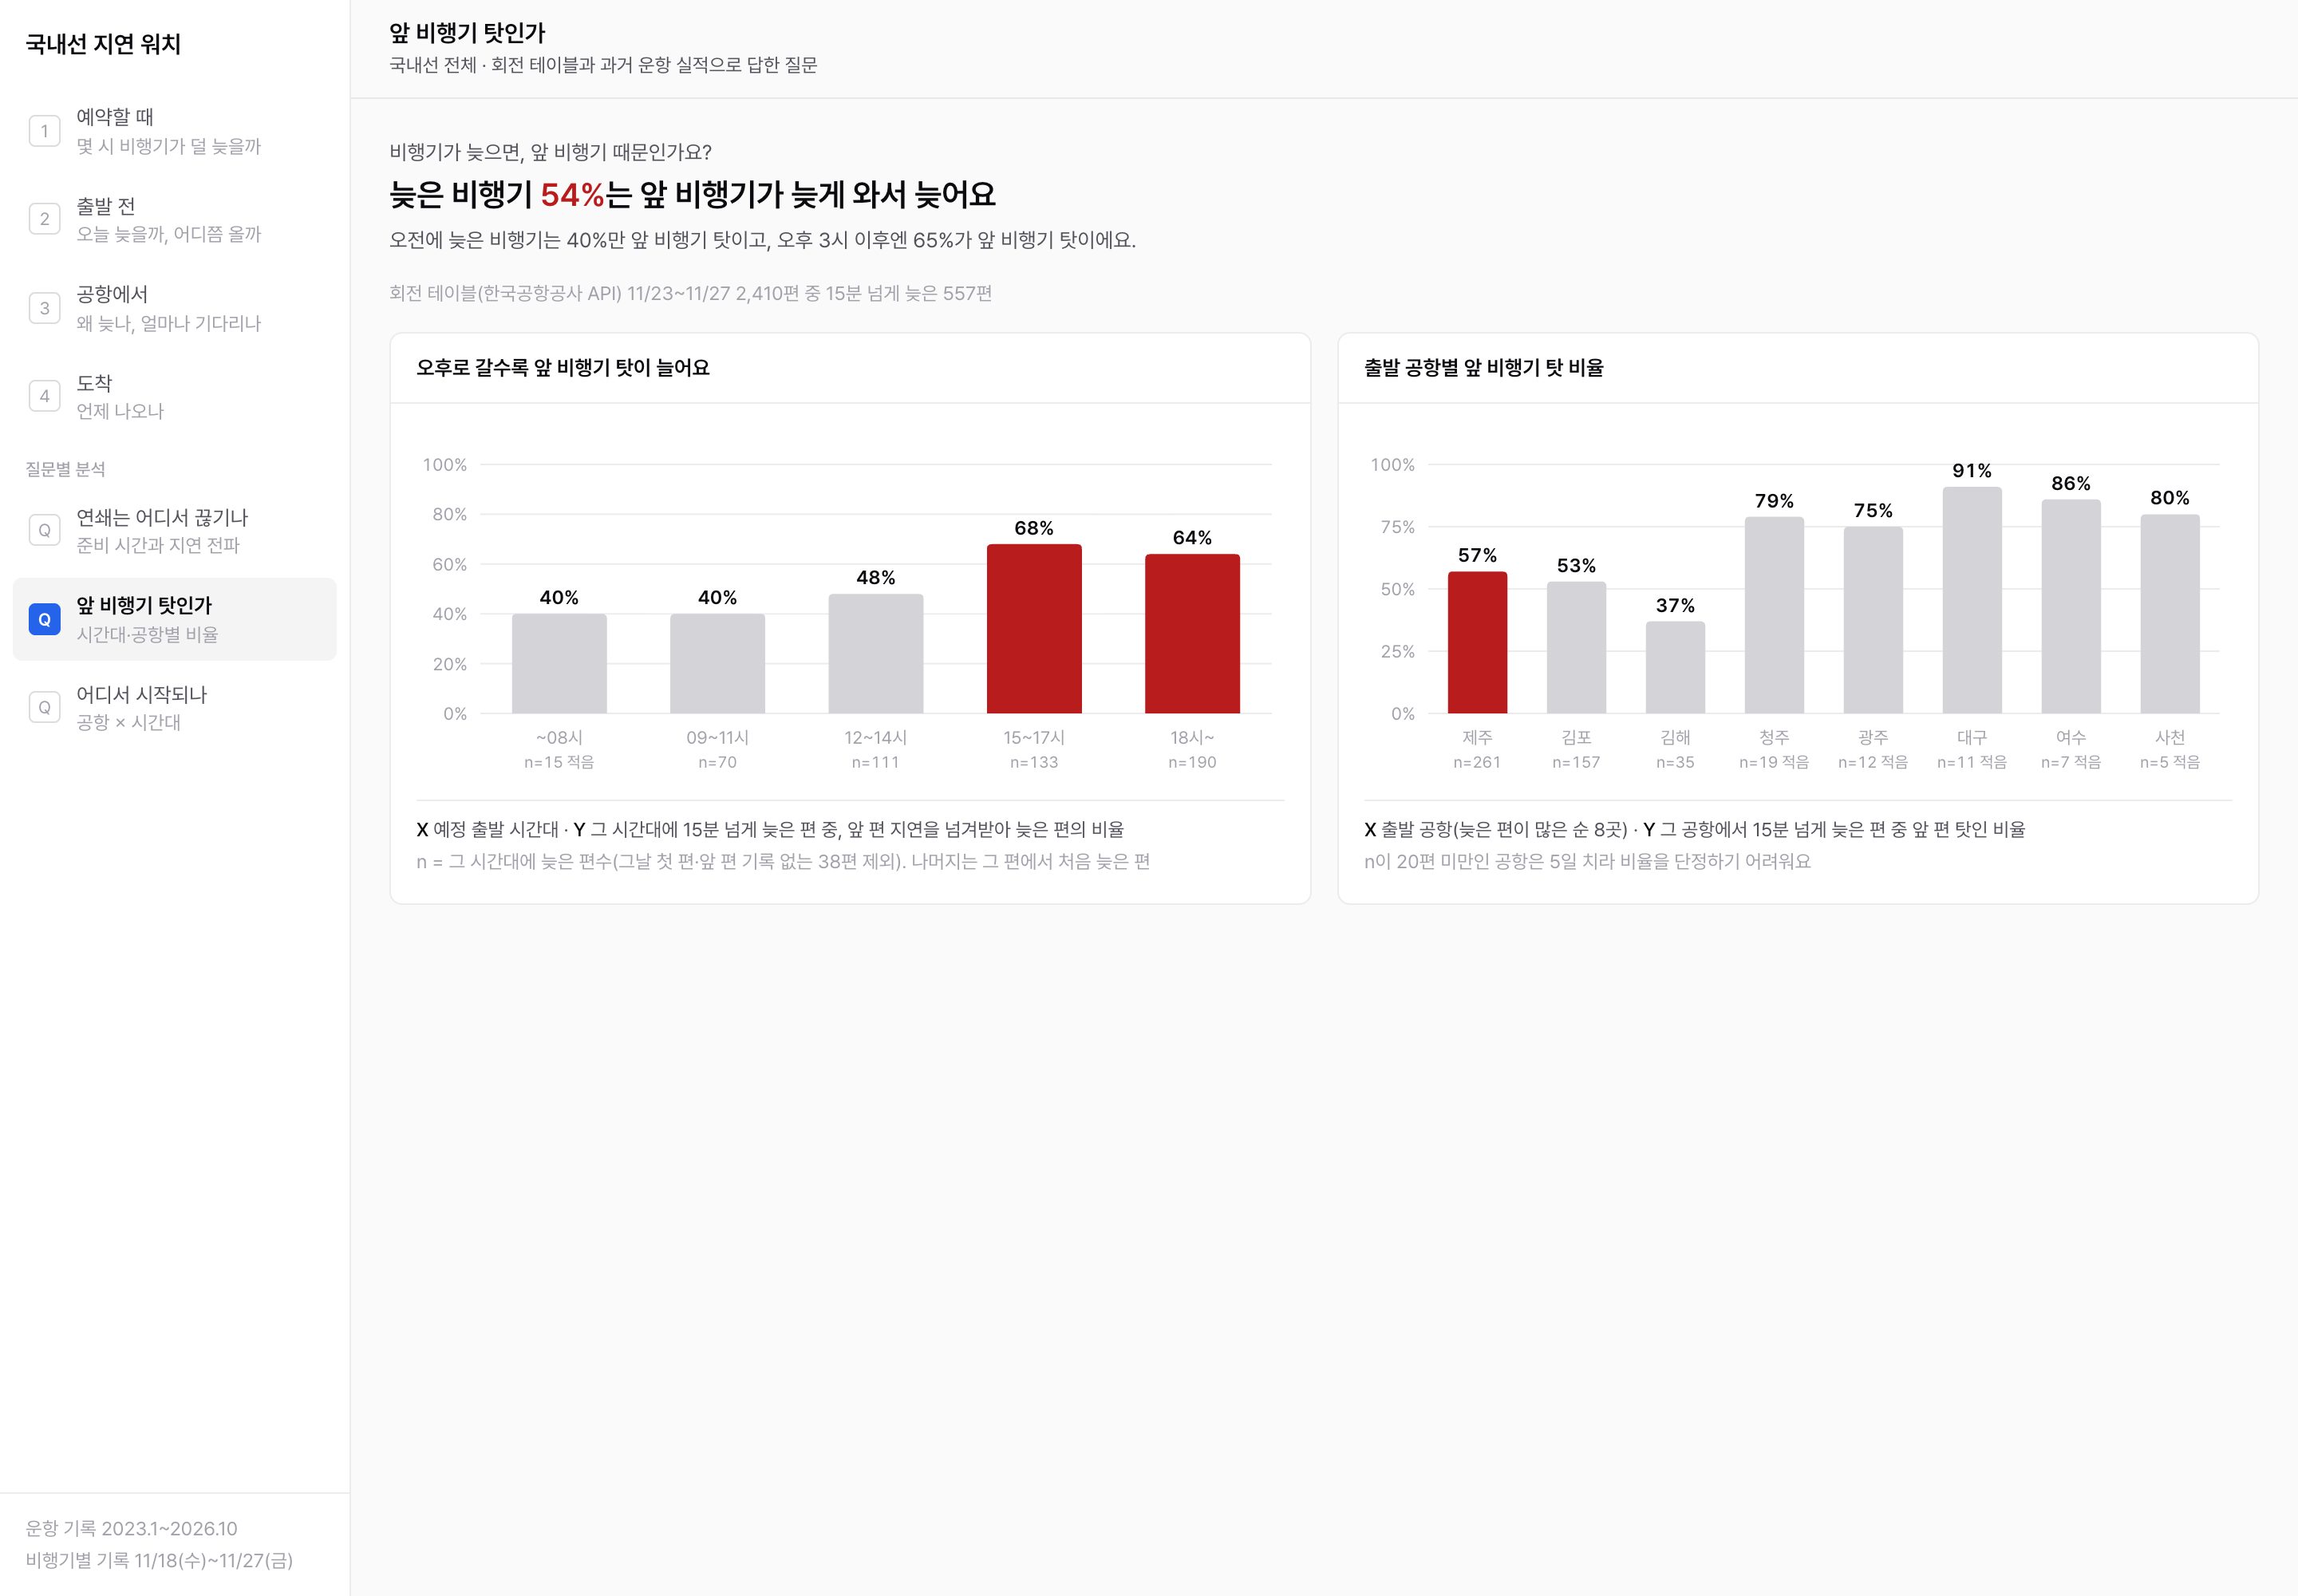 국내선 지연 워치
1
예약할 때
몇 시 비행기가 덜 늦을까
2
출발 전
오늘 늦을까, 어디쯤 올까
3
공항에서
왜 늦나, 얼마나 기다리나
4
도착
언제 나오나
질문별 분석
Q
연쇄는 어디서 끊기나
준비 시간과 지연 전파
Q
앞 비행기 탓인가
시간대·공항별 비율
Q
어디서 시작되나
공항 × 시간대
운항 기록 2023.1~2026.10
비행기별 기록 11/18(수)~11/27(금)
앞 비행기 탓인가
국내선 전체 · 회전 테이블과 과거 운항 실적으로 답한 질문
비행기가 늦으면, 앞 비행기 때문인가요?
늦은 비행기 54%는 앞 비행기가 늦게 와서 늦어요
오전에 늦은 비행기는 40%만 앞 비행기 탓이고, 오후 3시 이후엔 65%가 앞 비행기 탓이에요.
회전 테이블(한국공항공사 API) 11/23~11/27 2,410편 중 15분 넘게 늦은 557편
오후로 갈수록 앞 비행기 탓이 늘어요
100%
80%
60%
40%
20%
0%
40%
40%
48%
68%
64%
~08시
09~11시
12~14시
15~17시
18시~
n=15 적음
n=70
n=111
n=133
n=190
X 예정 출발 시간대 · Y 그 시간대에 15분 넘게 늦은 편 중, 앞 편 지연을 넘겨받아 늦은 편의 비율
n = 그 시간대에 늦은 편수(그날 첫 편·앞 편 기록 없는 38편 제외). 나머지는 그 편에서 처음 늦은 편
출발 공항별 앞 비행기 탓 비율
100%
75%
50%
25%
0%
57%
53%
37%
79%
75%
91%
86%
80%
제주
김포
김해
청주
광주
대구
여수
사천
n=261
n=157
n=35
n=19 적음
n=12 적음
n=11 적음
n=7 적음
n=5 적음
X 출발 공항(늦은 편이 많은 순 8곳) · Y 그 공항에서 15분 넘게 늦은 편 중 앞 편 탓인 비율
n이 20편 미만인 공항은 5일 치라 비율을 단정하기 어려워요